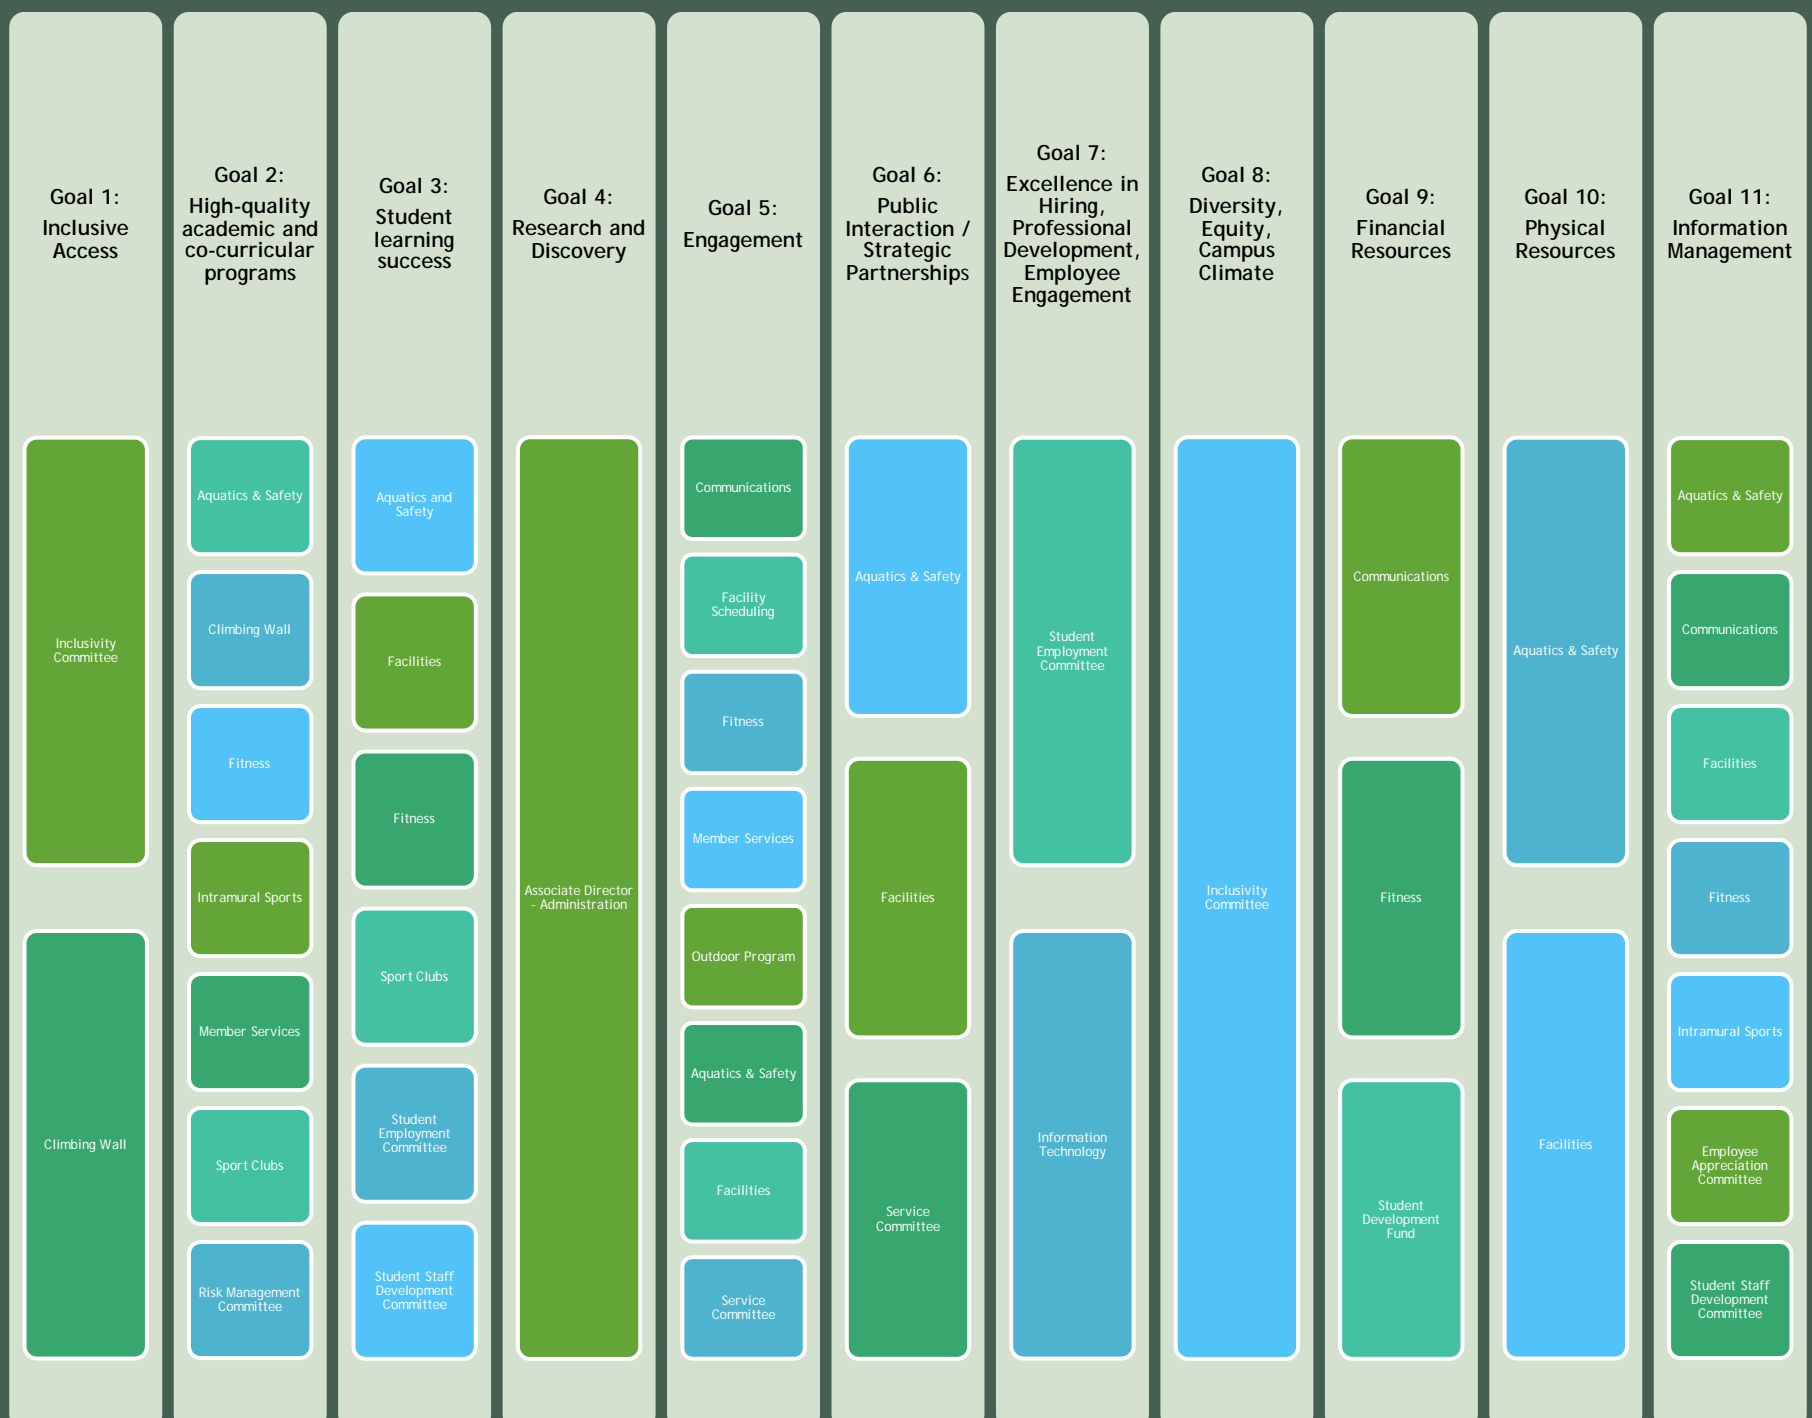 Goal 1:
Inclusive
Access
Inclusivity
Committee
Climbing Wall
Goal 2:
High-quality
academic and
co-curricular
programs
Aquatics & Safety
Climbing Wall
Fitness
Intramural Sports
Member Services
Sport Clubs
Risk Management
Committee
Goal 3:
Student
learning
success
Aquatics and
Safety
Facilities
Fitness
Sport Clubs
Student
Employment
Committee
Student Staff
Development
Committee
Goal 4:
Research and
Discovery
Associate Director
- Administration
Goal 5:
Engagement
Communications
Facility
Scheduling
Fitness
Member Services
Outdoor Program
Aquatics & Safety
Facilities
Service
Committee
Goal 6:
Public
Interaction /
Strategic
Partnerships
Aquatics & Safety
Facilities
Service
Committee
Goal 7:
Excellence in
Hiring,
Professional
Development,
Employee
Engagement
Student
Employment
Committee
Information
Technology
Goal 8:
Diversity,
Equity,
Campus
Climate
Inclusivity
Committee
Goal 9:
Financial
Resources
Communications
Fitness
Student
Development
Fund
Goal 10:
Physical
Resources
Aquatics & Safety
Facilities
Goal 11:
Information
Management
Aquatics & Safety
Communications
Facilities
Fitness
Intramural Sports
Employee
Appreciation
Committee
Student Staff
Development
Committee